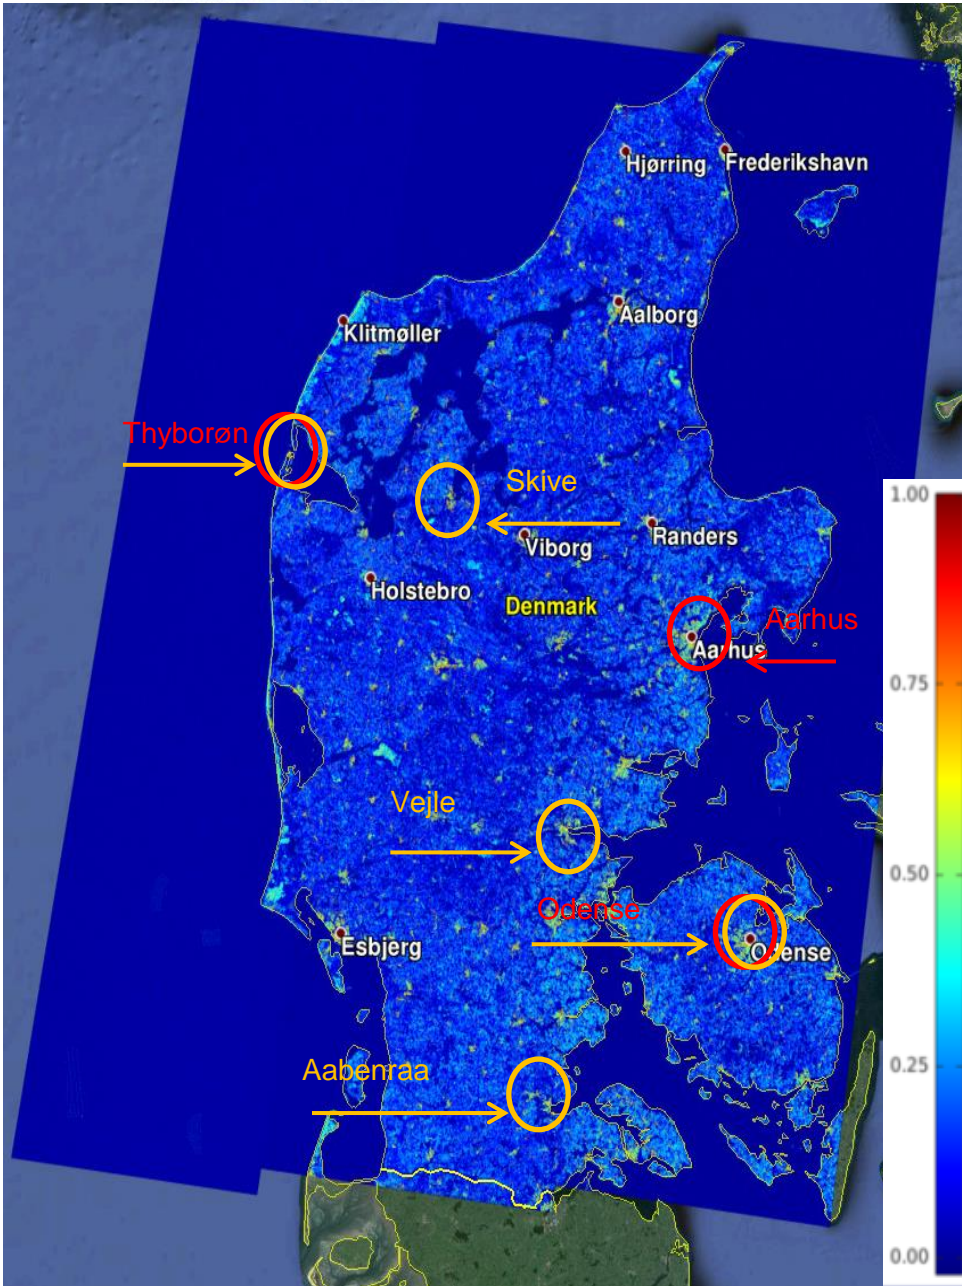 Hjørring
Frederikshavn
Aalborg
Klitmøller
Thyborøn
Skive
1.00
Viborg
Randers
Holstebro
Denmark
Aarhus
Aarhus
0.75
Vejle
0.50
Odense
Esbjerg
Odense
Aabenraa
0.25
0.00